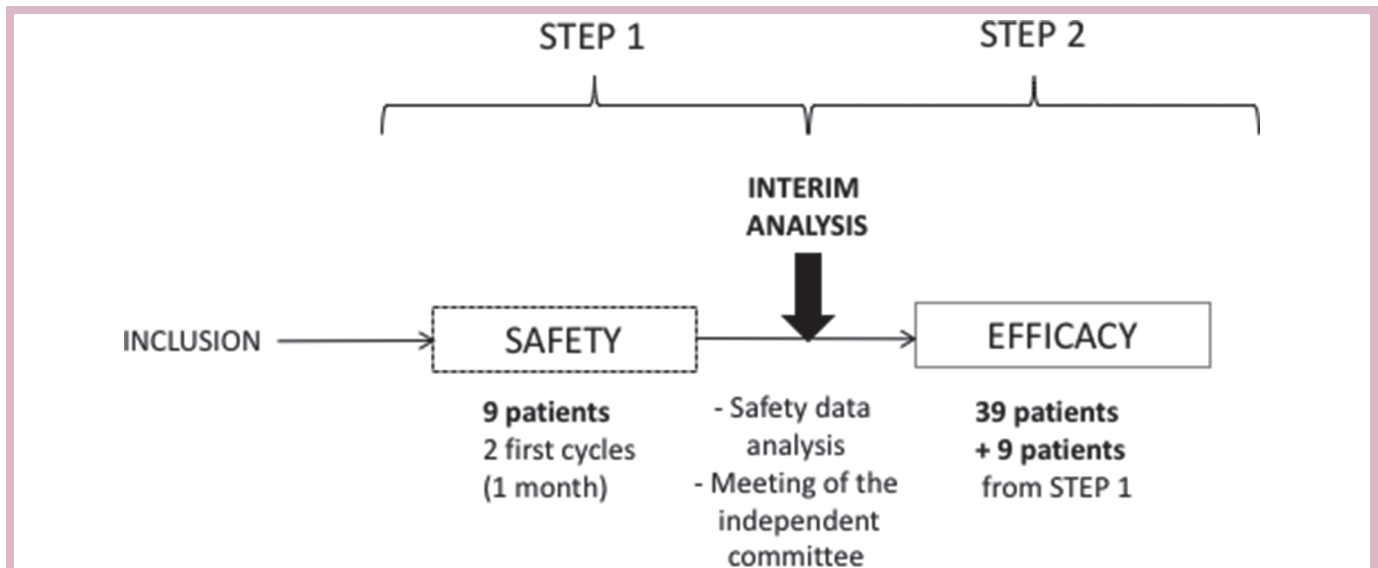 STEP 1
STEP 2
INTERIM
ANALYSIS
INCLUSION
SAFETY
EFFICACY
9 patients
2 first cycles
(1 month)
- Safety data
analysis
- Meeting of the
independent
committee
39 patients
+ 9 patients
from STEP 1